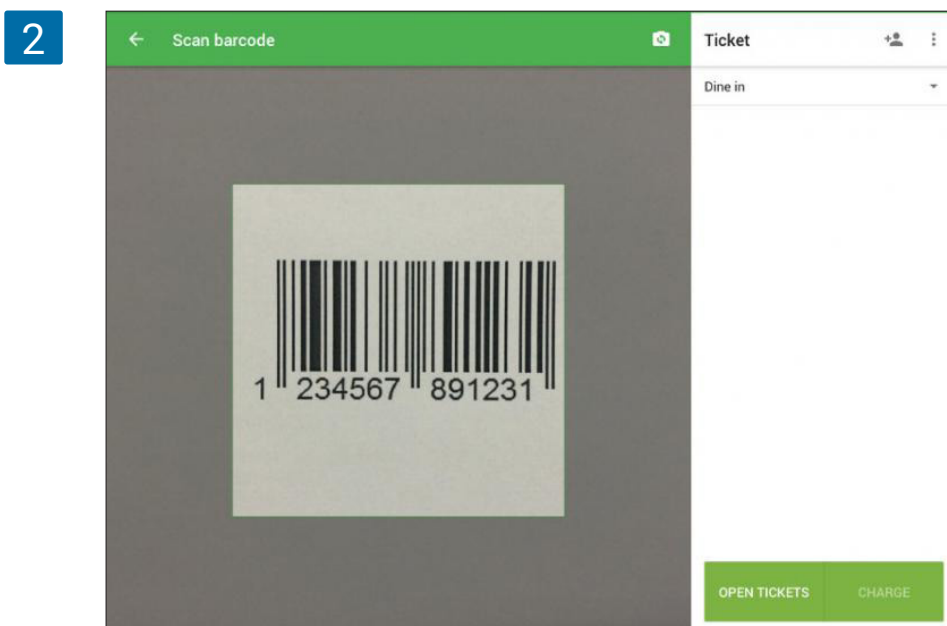 2
Scan barcode
Ticket
Dine in
1 234567 891231
OPEN TICKETS CHARGE